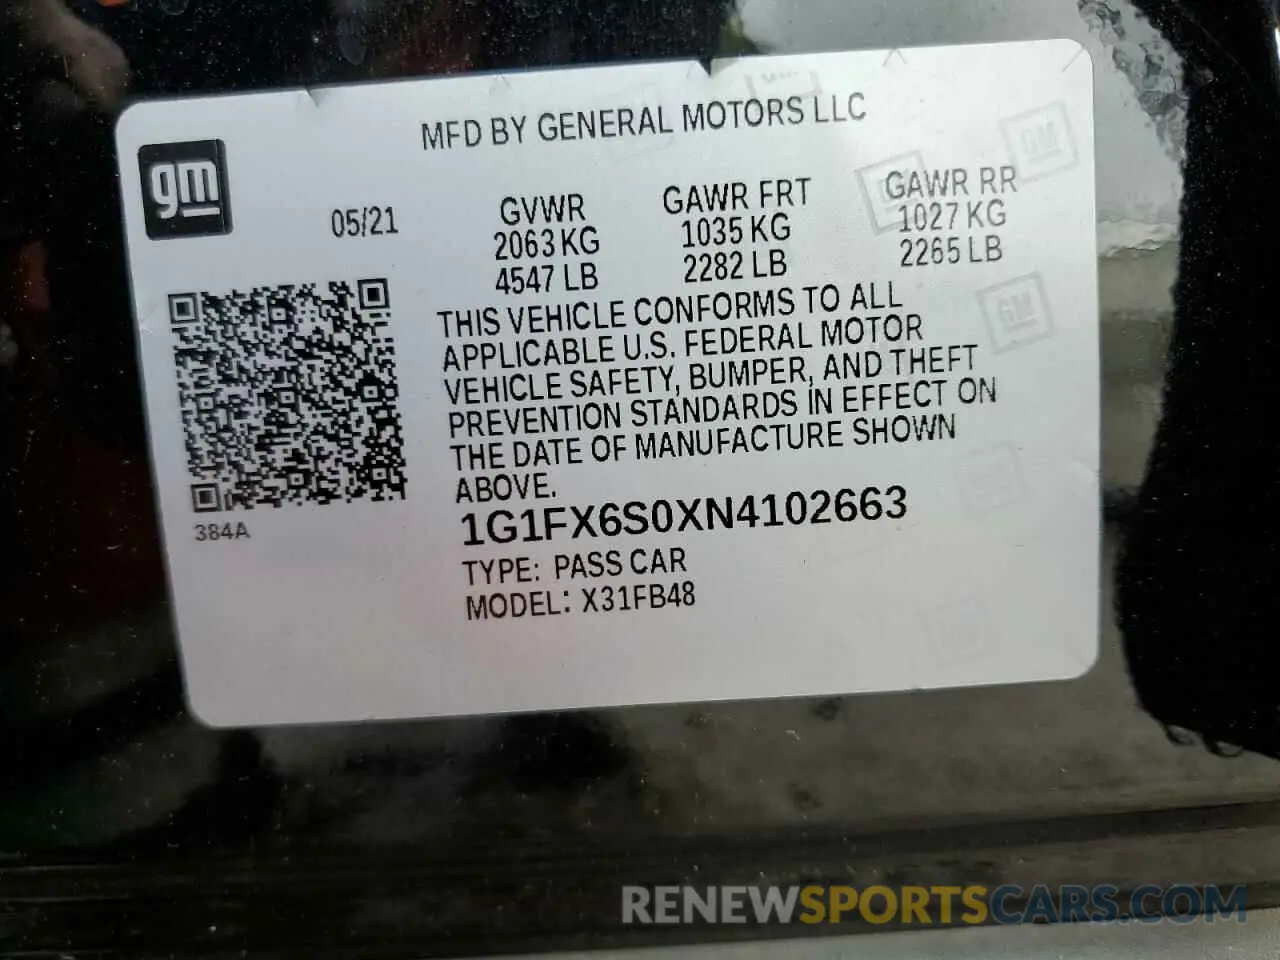 MFD BY GENERAL MOTORS LLC
gm
05/21
GVWR
2063 KG
4547 LB
GAWR FRT
1035 KG
2282 LB
GAWR RR
1027 KG
2265 LB
THIS VEHICLE CONFORMS TO ALL
APPLICABLE U.S. FEDERAL MOTOR
VEHICLE SAFETY, BUMPER, AND THEFT
PREVENTION STANDARDS IN EFFECT ON
THE DATE OF MANUFACTURE SHOWN
ABOVE.
384A
1G1FX6S0XN4102663
TYPE: PASS CAR
MODEL: X31FB48
GM
GM
RENEWSPORTSCARS.COM